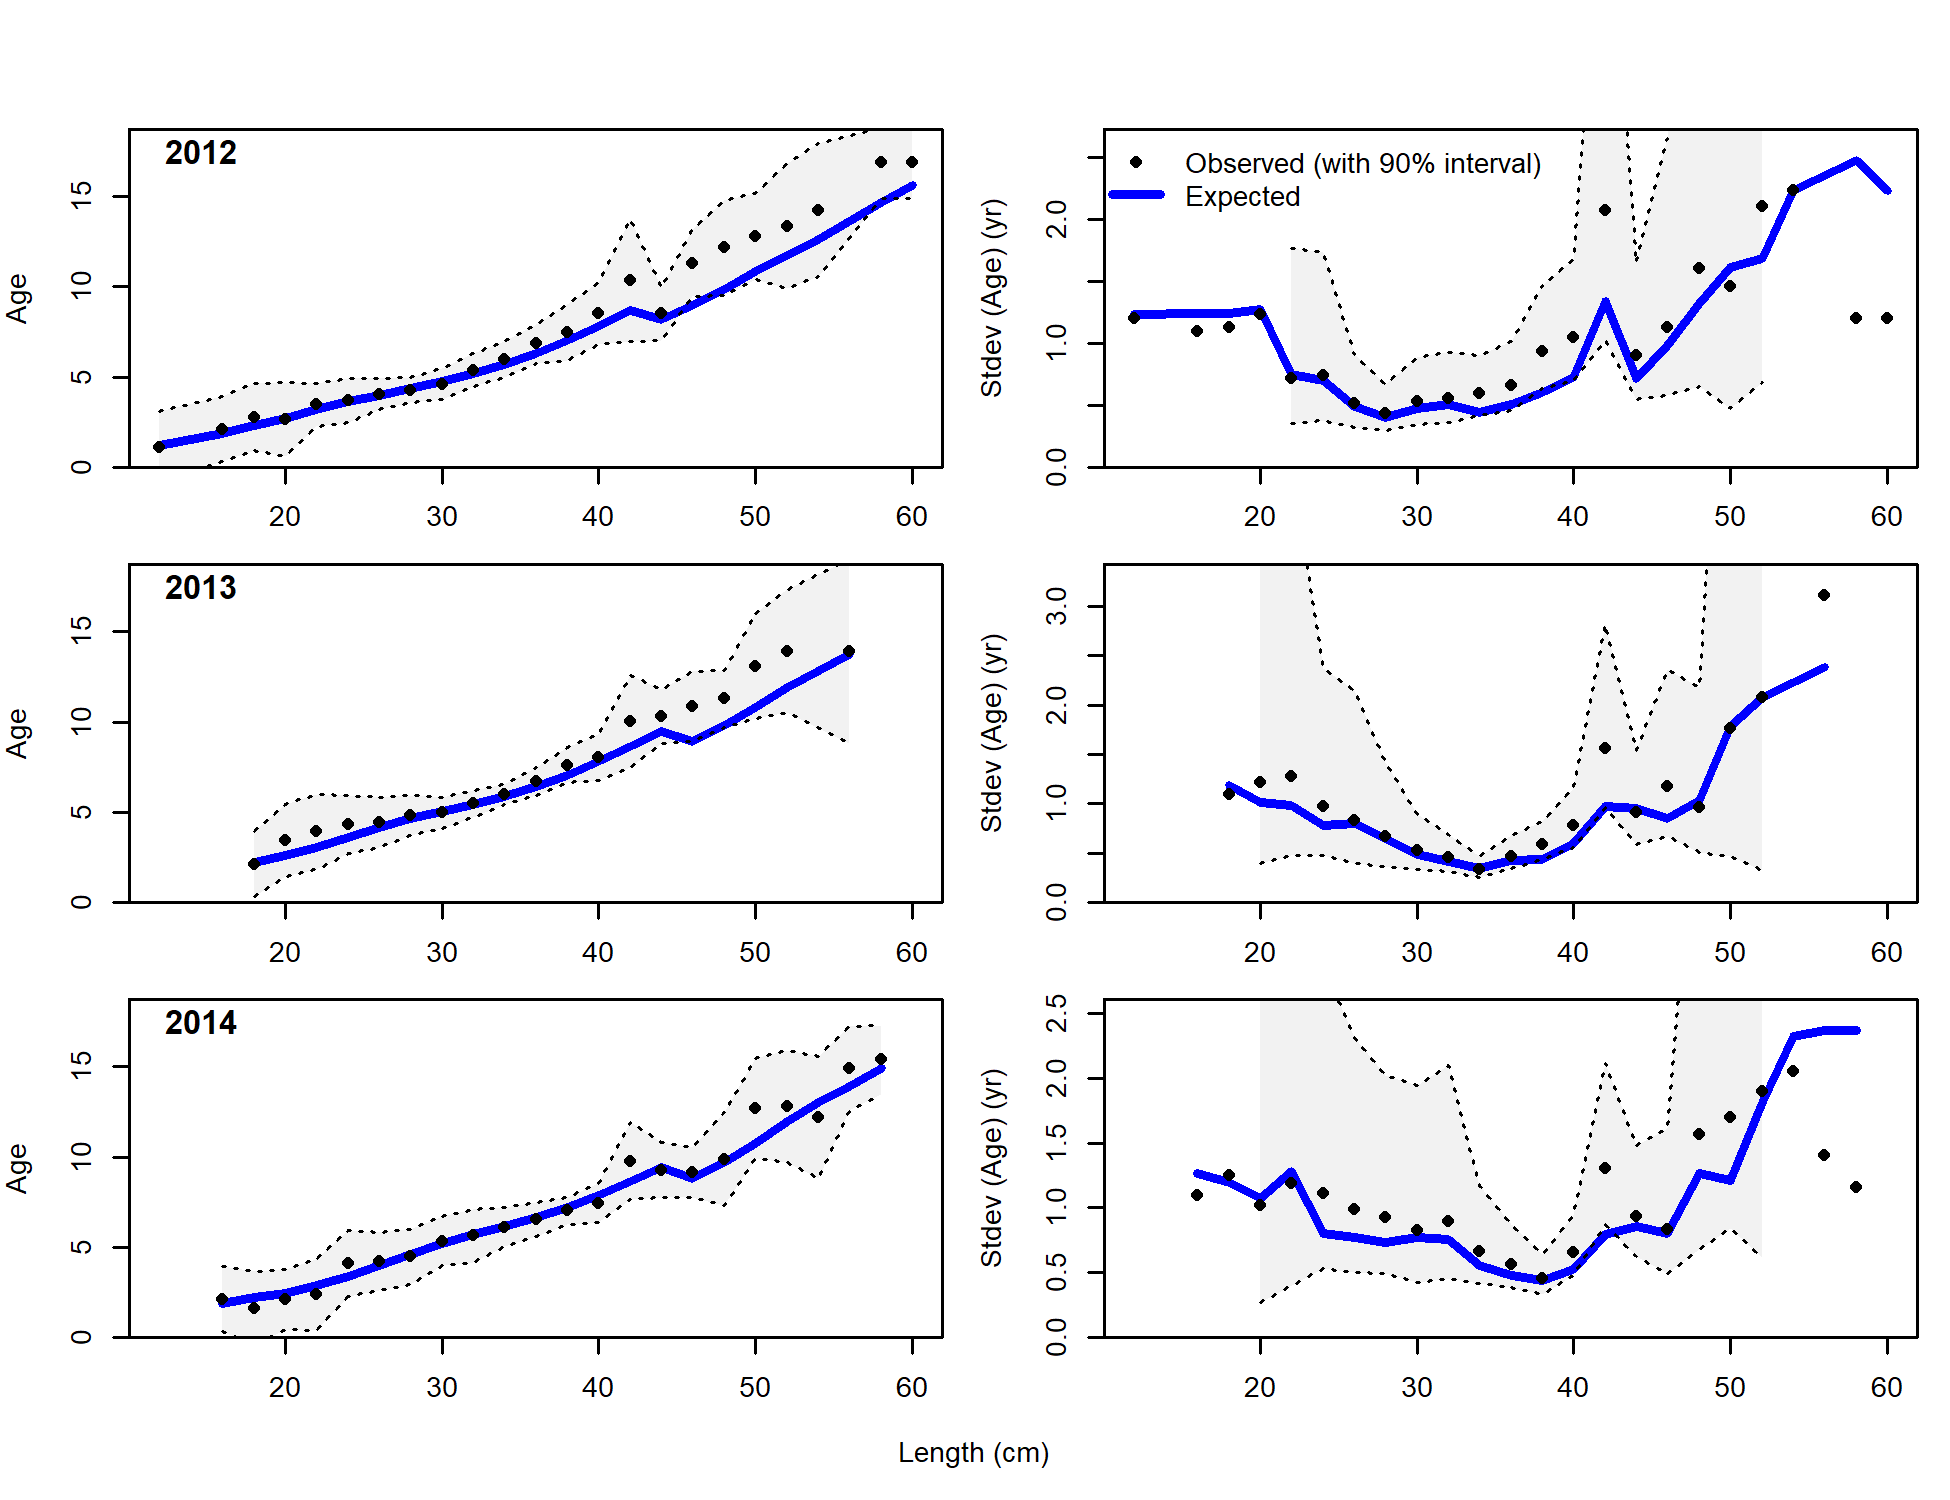 2012
Age
0 5 10 15
20 30 40 50 60
Observed (with 90% interval)
Expected
Stdev (Age) (yr)
0.0 1.0 2.0
20 30 40 50 60
2013
Age
0 5 10 15
20 30 40 50 60
Stdev (Age) (yr)
0.0 1.0 2.0 3.0
20 30 40 50 60
2014
Age
0 5 10 15
20 30 40 50 60
Stdev (Age) (yr)
0.0 0.5 1.0 1.5 2.0 2.5
20 30 40 50 60
Length (cm)